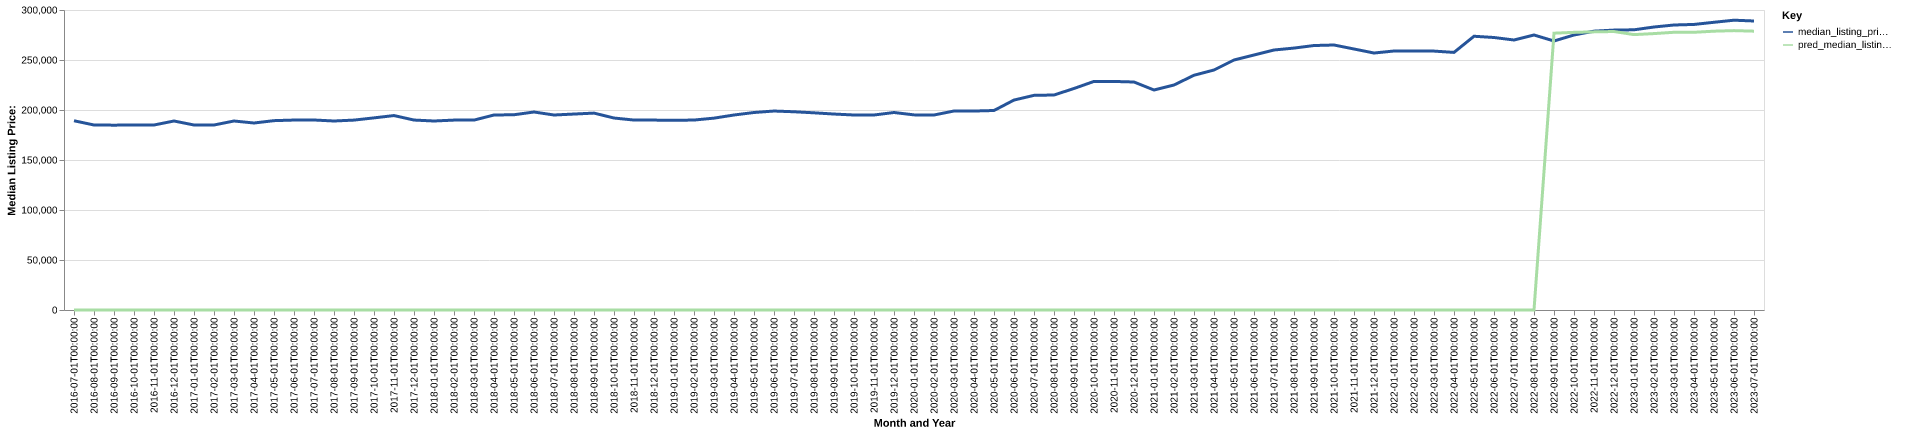 300,000
250,000
200,000
150,000
100,000
50,000
0
Median Listing Price:
2016-07-01T00:00:00
2016-08-01T00:00:00
2016-09-01T00:00:00
2016-10-01T00:00:00
2016-11-01T00:00:00
2016-12-01T00:00:00
2017-01-01T00:00:00
2017-02-01T00:00:00
2017-03-01T00:00:00
2017-04-01T00:00:00
2017-05-01T00:00:00
2017-06-01T00:00:00
2017-07-01T00:00:00
2017-08-01T00:00:00
2017-09-01T00:00:00
2017-10-01T00:00:00
2017-11-01T00:00:00
2017-12-01T00:00:00
2018-01-01T00:00:00
2018-02-01T00:00:00
2018-03-01T00:00:00
2018-04-01T00:00:00
2018-05-01T00:00:00
2018-06-01T00:00:00
2018-07-01T00:00:00
2018-08-01T00:00:00
2018-09-01T00:00:00
2018-10-01T00:00:00
2018-11-01T00:00:00
2018-12-01T00:00:00
2019-01-01T00:00:00
2019-02-01T00:00:00
2019-03-01T00:00:00
2019-04-01T00:00:00
2019-05-01T00:00:00
2019-06-01T00:00:00
2019-07-01T00:00:00
2019-08-01T00:00:00
2019-09-01T00:00:00
2019-10-01T00:00:00
2019-11-01T00:00:00
2019-12-01T00:00:00
2020-01-01T00:00:00
2020-02-01T00:00:00
2020-03-01T00:00:00
2020-04-01T00:00:00
2020-05-01T00:00:00
2020-06-01T00:00:00
2020-07-01T00:00:00
2020-08-01T00:00:00
2020-09-01T00:00:00
2020-10-01T00:00:00
2020-11-01T00:00:00
2020-12-01T00:00:00
2021-01-01T00:00:00
2021-02-01T00:00:00
2021-03-01T00:00:00
2021-04-01T00:00:00
2021-05-01T00:00:00
2021-06-01T00:00:00
2021-07-01T00:00:00
2021-08-01T00:00:00
2021-09-01T00:00:00
2021-10-01T00:00:00
2021-11-01T00:00:00
2021-12-01T00:00:00
2022-01-01T00:00:00
2022-02-01T00:00:00
2022-03-01T00:00:00
2022-04-01T00:00:00
2022-05-01T00:00:00
2022-06-01T00:00:00
2022-07-01T00:00:00
2022-08-01T00:00:00
2022-09-01T00:00:00
2022-10-01T00:00:00
2022-11-01T00:00:00
2022-12-01T00:00:00
2023-01-01T00:00:00
2023-02-01T00:00:00
2023-03-01T00:00:00
2023-04-01T00:00:00
2023-05-01T00:00:00
2023-06-01T00:00:00
2023-07-01T00:00:00
Month and Year
Key
median_listing_pri…
pred_median_listin…